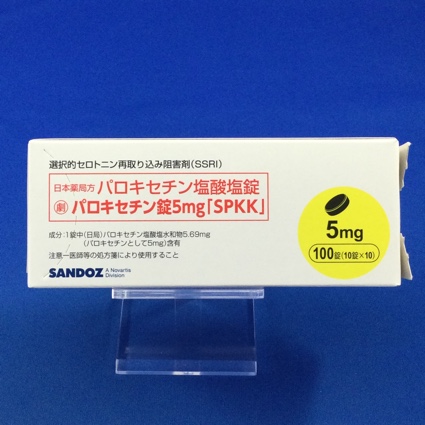 選択的セロトニン再取り込み阻害剤(SSRI)
日本薬局方 パロキセチン塩酸塩錠
劇 パロキセチン錠5mg「SPKK」
成分:1錠中(日局)パロキセチン塩酸塩水和物5.69mg
(パロキセチンとして5mg)含有
注意ー医師等の処方箋により使用すること
SANDOZ A Novartis
Division
5mg
100錠(10錠×10)